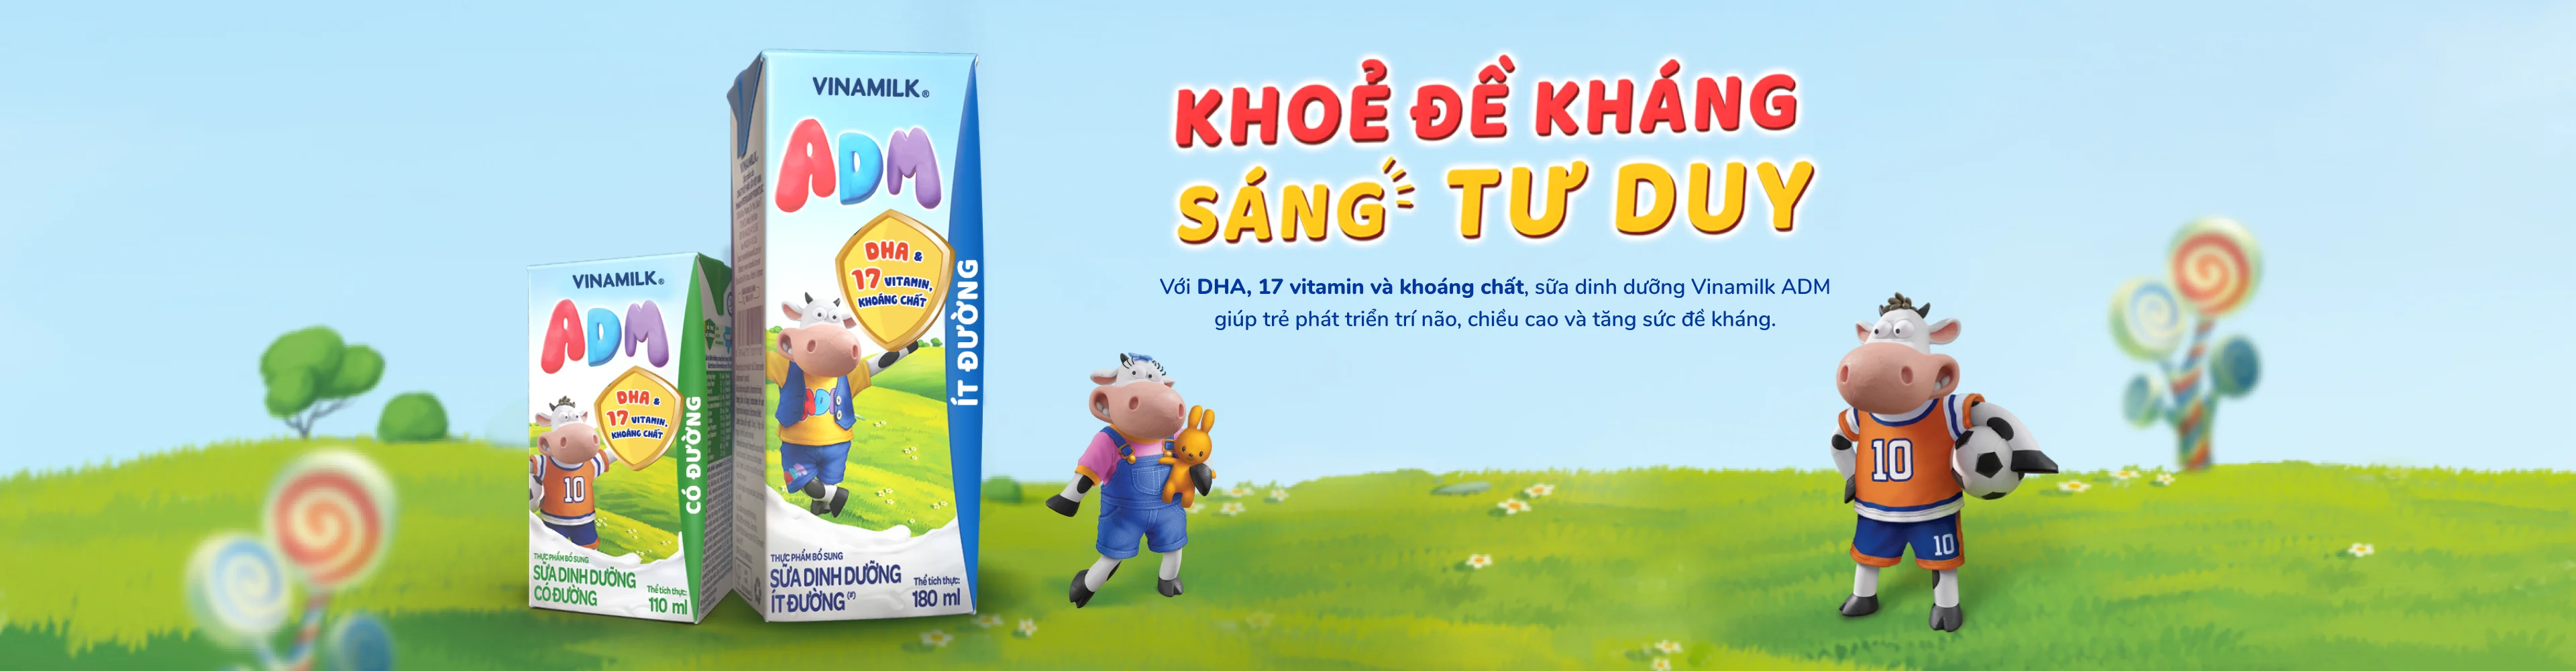 VINAMILK®
ADM
DHA &
17 VITAMIN,
KHOÁNG CHẤT
10
CÓ ĐƯỜNG
THỰC PHẨM BỔ SUNG
SỮA DINH DƯỠNG
CÓ ĐƯỜNG
Thể tích thực:
110 ml
VINAMILK®
ADM
DHA &
17 VITAMIN,
KHOÁNG CHẤT
ADM
ÍT ĐƯỜNG
THỰC PHẨM BỔ SUNG
SỮA DINH DƯỠNG
ÍT ĐƯỜNG (#)
Thể tích thực:
180 ml
KHOẺ ĐỀ KHÁNG
SÁNG TƯ DUY
Với DHA, 17 vitamin và khoáng chất, sữa dinh dưỡng Vinamilk ADM
giúp trẻ phát triển trí não, chiều cao và tăng sức đề kháng.
10
10